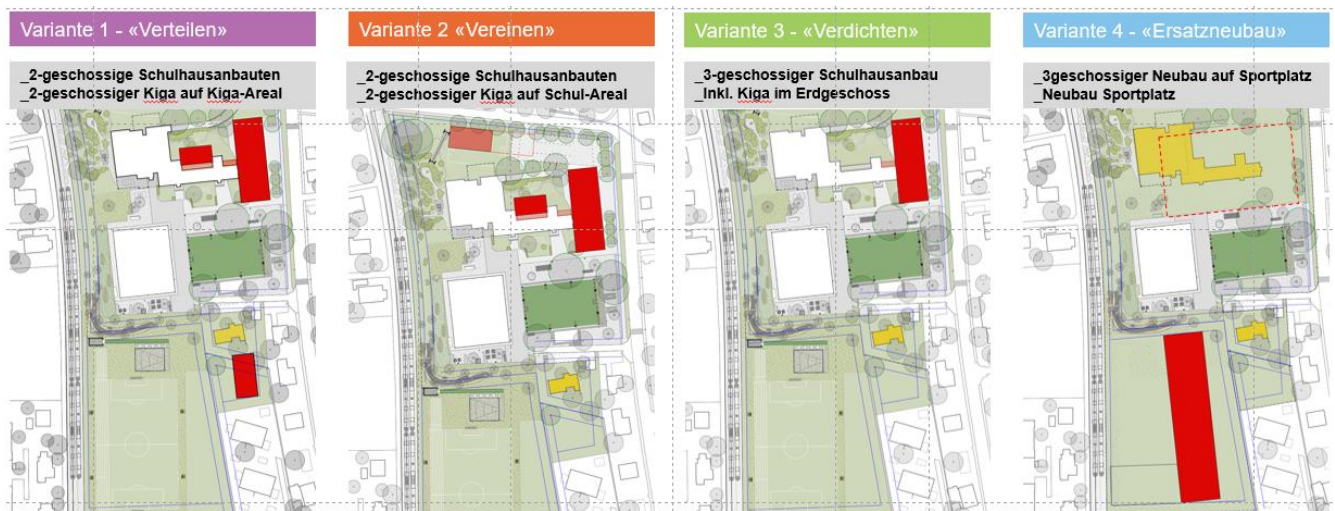 Variante 1 - «Verteilen»
_2-geschossige Schulhausanbauten
_2-geschossiger Kiga auf Kiga-Areal
Variante 2 «Vereinen»
_2-geschossige Schulhausanbauten
_2-geschossiger Kiga auf Schul-Areal
Variante 3 - «Verdichten»
_3-geschossiger Schulhausanbau
_Inkl. Kiga im Erdgeschoss
Variante 4 - «Ersatzneubau»
_3geschossiger Neubau auf Sportplatz
_Neubau Sportplatz